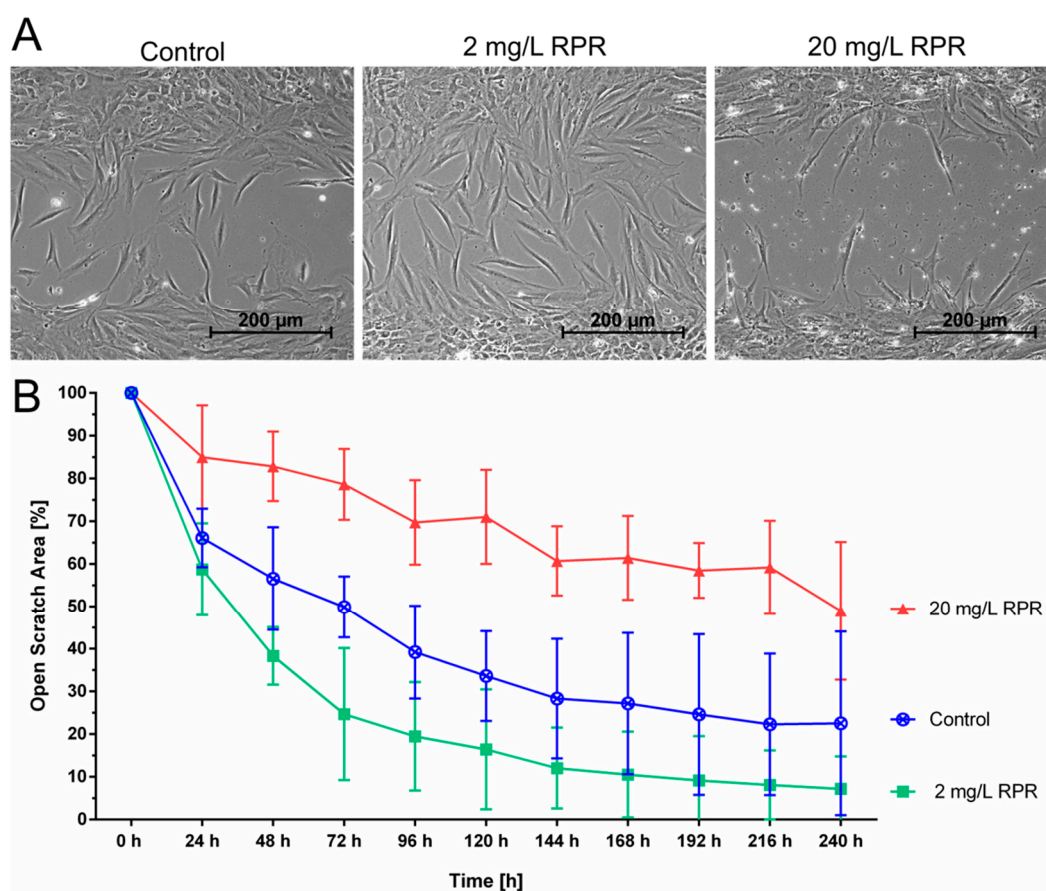 A
Control
2 mg/L RPR
20 mg/L RPR
200 µm
200 µm
200 µm
B
Open Scratch Area [%]
100
90
80
70
60
50
40
30
20
10
0
0 h 24 h 48 h 72 h 96 h 120 h 144 h 168 h 192 h 216 h 240 h
Time [h]
20 mg/L RPR
Control
2 mg/L RPR